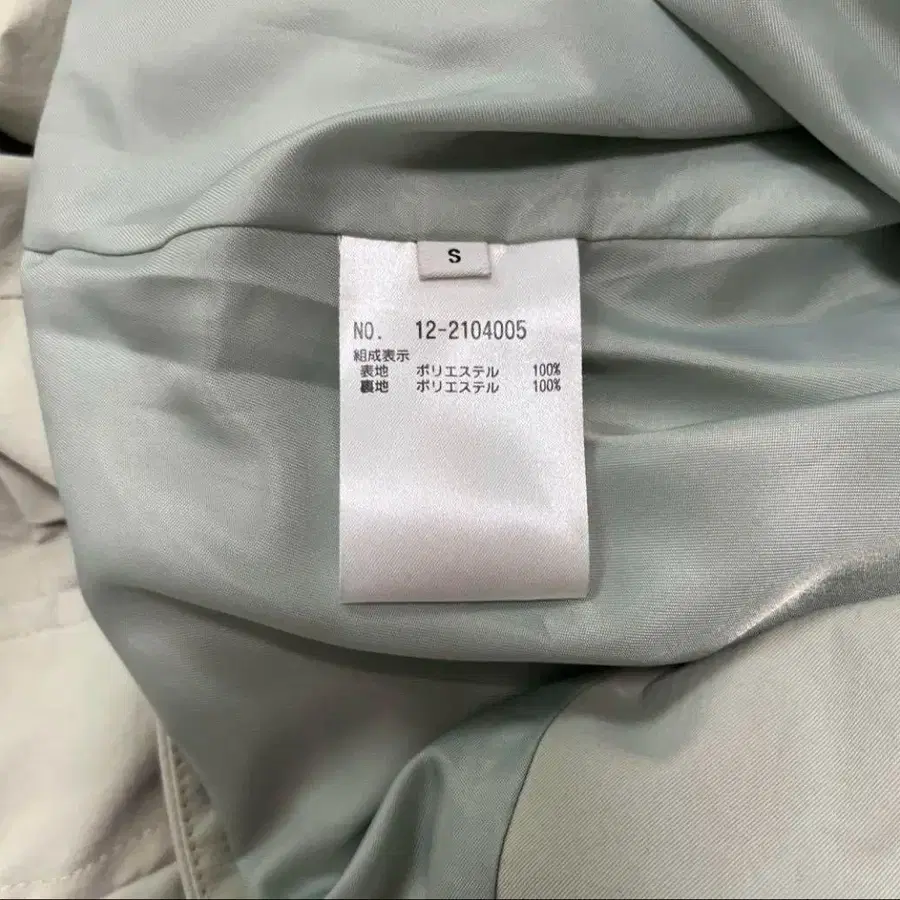 S
NO. 12-2104005
組成表示
表地 ポリエステル 100%
裏地 ポリエステル 100%